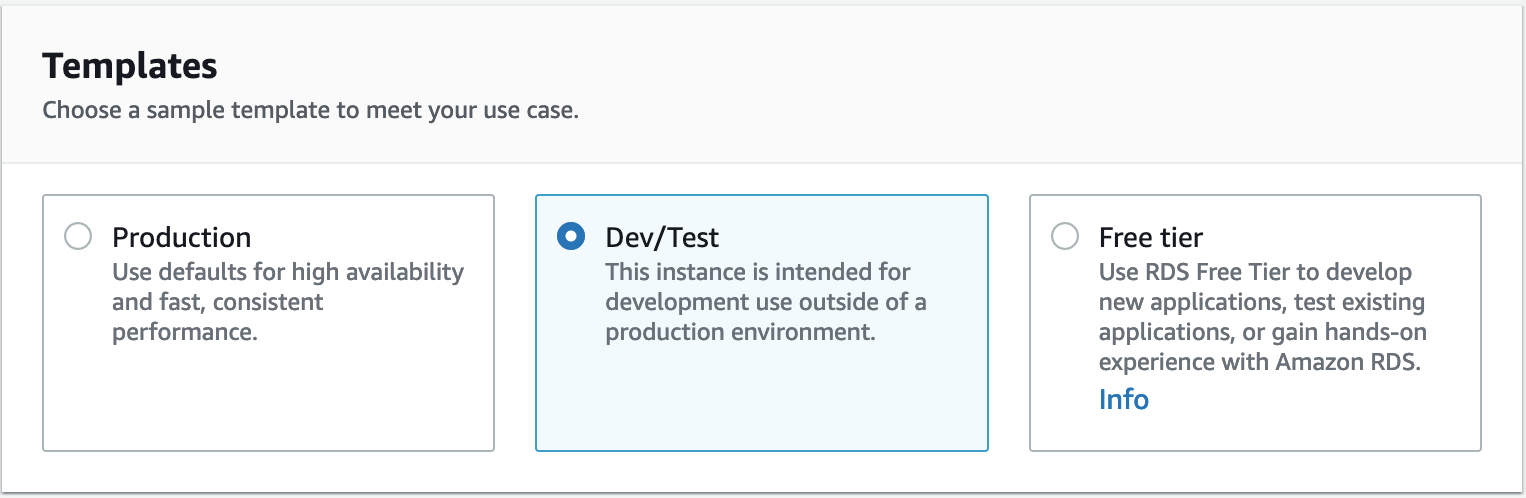 Templates
Choose a sample template to meet your use case.
Production
Use defaults for high availability
and fast, consistent
performance.
Dev/Test
This instance is intended for
development use outside of a
production environment.
Free tier
Use RDS Free Tier to develop
new applications, test existing
applications, or gain hands-on
experience with Amazon RDS.
Info